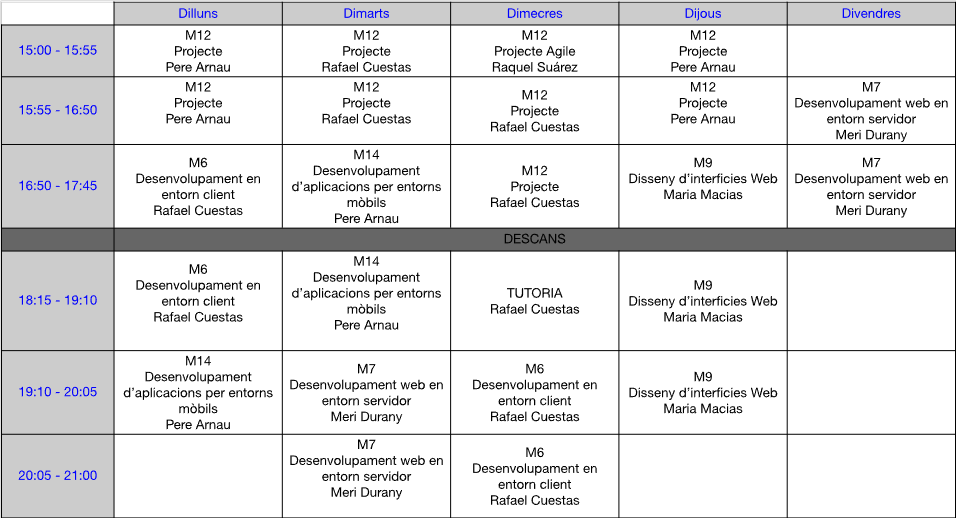 Dilluns Dimarts Dimecres Dijous Divendres
15:00 - 15:55
M12
Projecte
Pere Arnau
M12
Projecte
Rafael Cuestas
M12
Projecte Agile
Raquel Suárez
M12
Projecte
Pere Arnau
15:55 - 16:50
M12
Projecte
Pere Arnau
M12
Projecte
Rafael Cuestas
M12
Projecte
Rafael Cuestas
M12
Projecte
Pere Arnau
M7
Desenvolupament web en
entorn servidor
Meri Durany
16:50 - 17:45
M6
Desenvolupament en
entorn client
Rafael Cuestas
M14
Desenvolupament
d'aplicacions per entorns
mòbils
Pere Arnau
M12
Projecte
Rafael Cuestas
M9
Disseny d'interficies Web
Maria Macias
M7
Desenvolupament web en
entorn servidor
Meri Durany
DESCANS
18:15 - 19:10
M6
Desenvolupament en
entorn client
Rafael Cuestas
M14
Desenvolupament
d'aplicacions per entorns
mòbils
Pere Arnau
TUTORIA
Rafael Cuestas
M9
Disseny d'interficies Web
Maria Macias
19:10 - 20:05
M14
Desenvolupament
d'aplicacions per entorns
mòbils
Pere Arnau
M7
Desenvolupament web en
entorn servidor
Meri Durany
M6
Desenvolupament en
entorn client
Rafael Cuestas
M9
Disseny d'interficies Web
Maria Macias
20:05 - 21:00
M7
Desenvolupament web en
entorn servidor
Meri Durany
M6
Desenvolupament en
entorn client
Rafael Cuestas